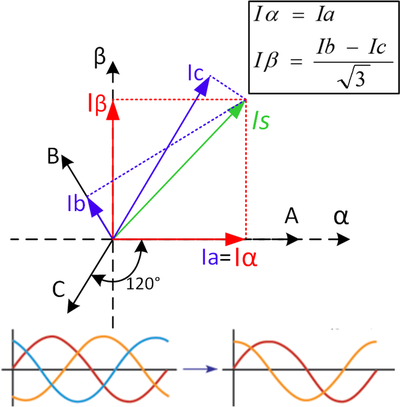 Iα = Ia
Iβ = (Ib − Ic)/√3
β
Ic
Iβ
Is
B
Ib
A
α
C
120°
Ia=Iα